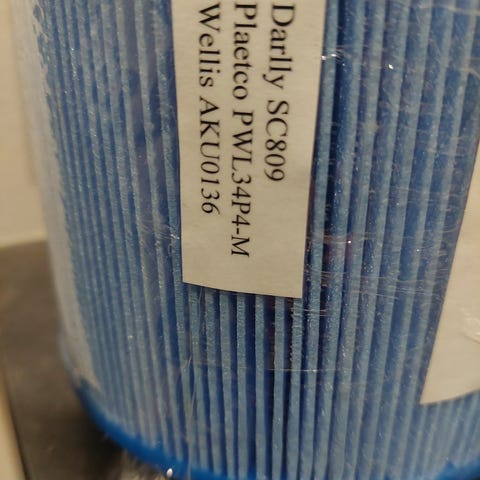 Darlly SC809
Plaetco PWL34P4-M
Wellis AKU0136